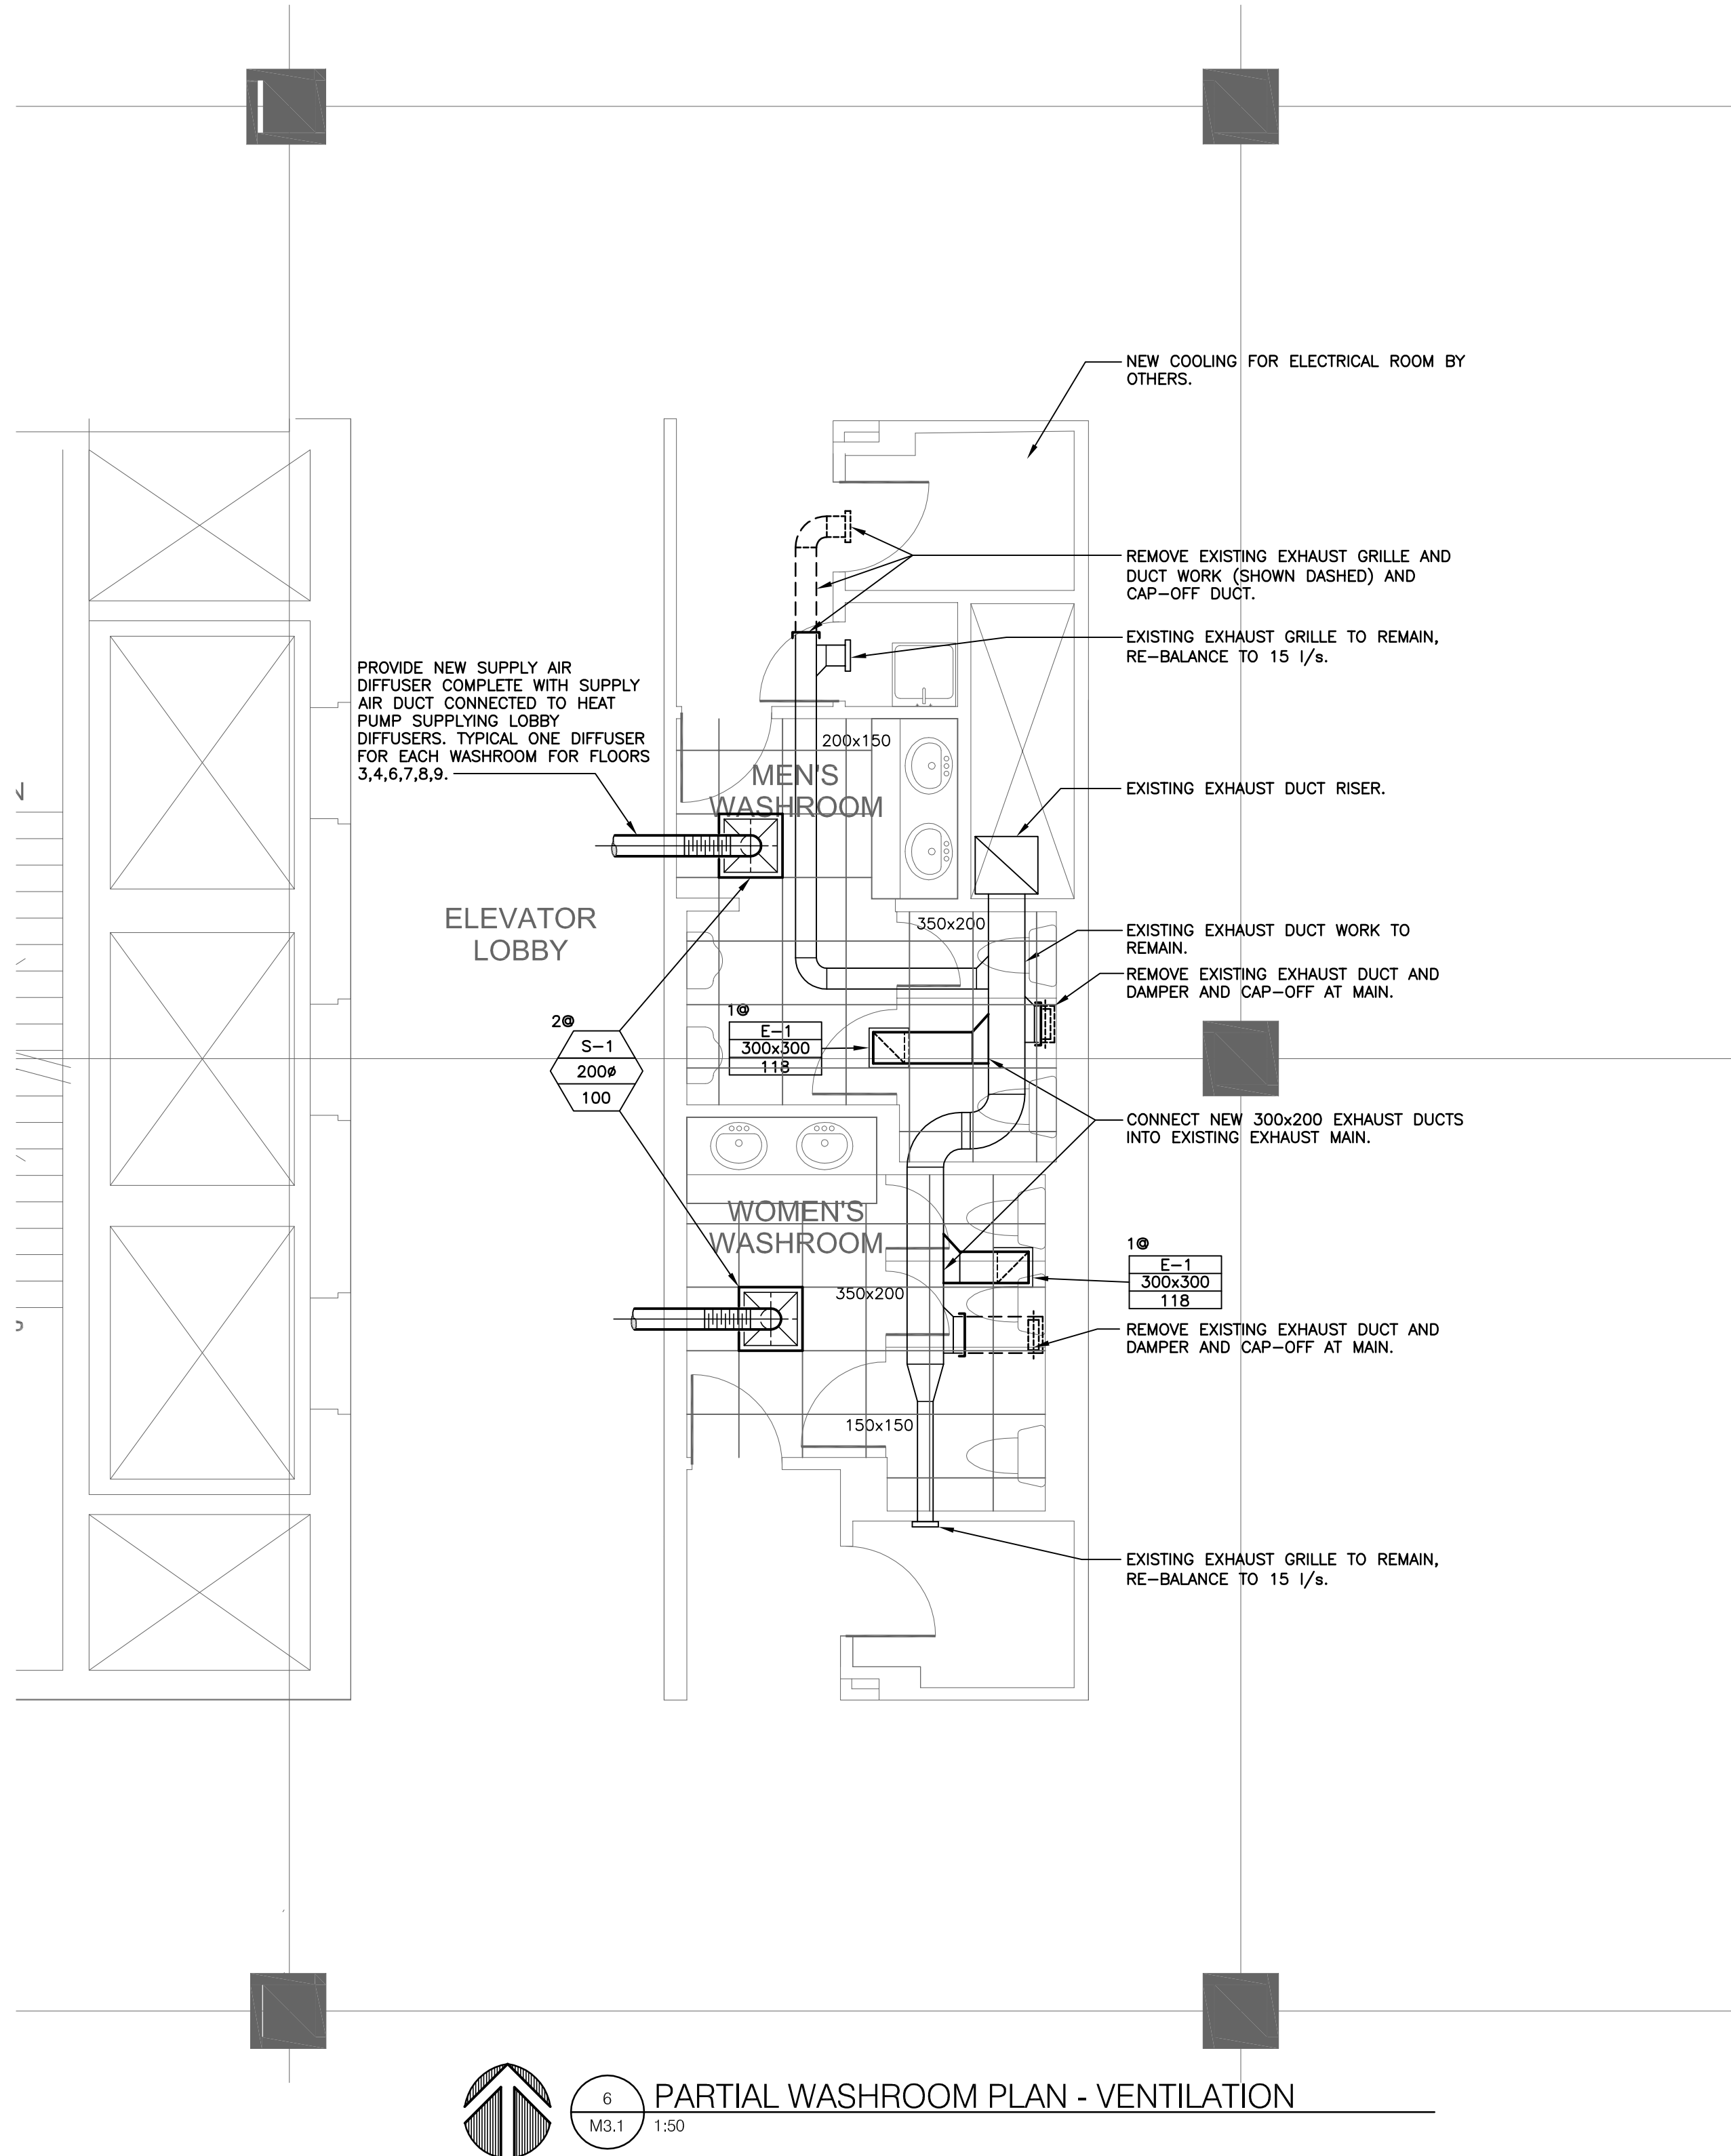 NEW COOLING FOR ELECTRICAL ROOM BY
OTHERS.
REMOVE EXISTING EXHAUST GRILLE AND
DUCT WORK (SHOWN DASHED) AND
CAP-OFF DUCT.
EXISTING EXHAUST GRILLE TO REMAIN,
RE-BALANCE TO 15 l/s.
PROVIDE NEW SUPPLY AIR
DIFFUSER COMPLETE WITH SUPPLY
AIR DUCT CONNECTED TO HEAT
PUMP SUPPLYING LOBBY
DIFFUSERS. TYPICAL ONE DIFFUSER
FOR EACH WASHROOM FOR FLOORS
3,4,6,7,8,9.
200x150
MEN'S
WASHROOM
EXISTING EXHAUST DUCT RISER.
ELEVATOR
LOBBY
350x200
EXISTING EXHAUST DUCT WORK TO
REMAIN.
REMOVE EXISTING EXHAUST DUCT AND
DAMPER AND CAP-OFF AT MAIN.
2@
S-1
200ø
100
1@
E-1
300x300
118
CONNECT NEW 300x200 EXHAUST DUCTS
INTO EXISTING EXHAUST MAIN.
WOMEN'S
WASHROOM
1@
E-1
300x300
118
350x200
REMOVE EXISTING EXHAUST DUCT AND
DAMPER AND CAP-OFF AT MAIN.
150x150
EXISTING EXHAUST GRILLE TO REMAIN,
RE-BALANCE TO 15 l/s.
6
M3.1
PARTIAL WASHROOM PLAN - VENTILATION
1:50